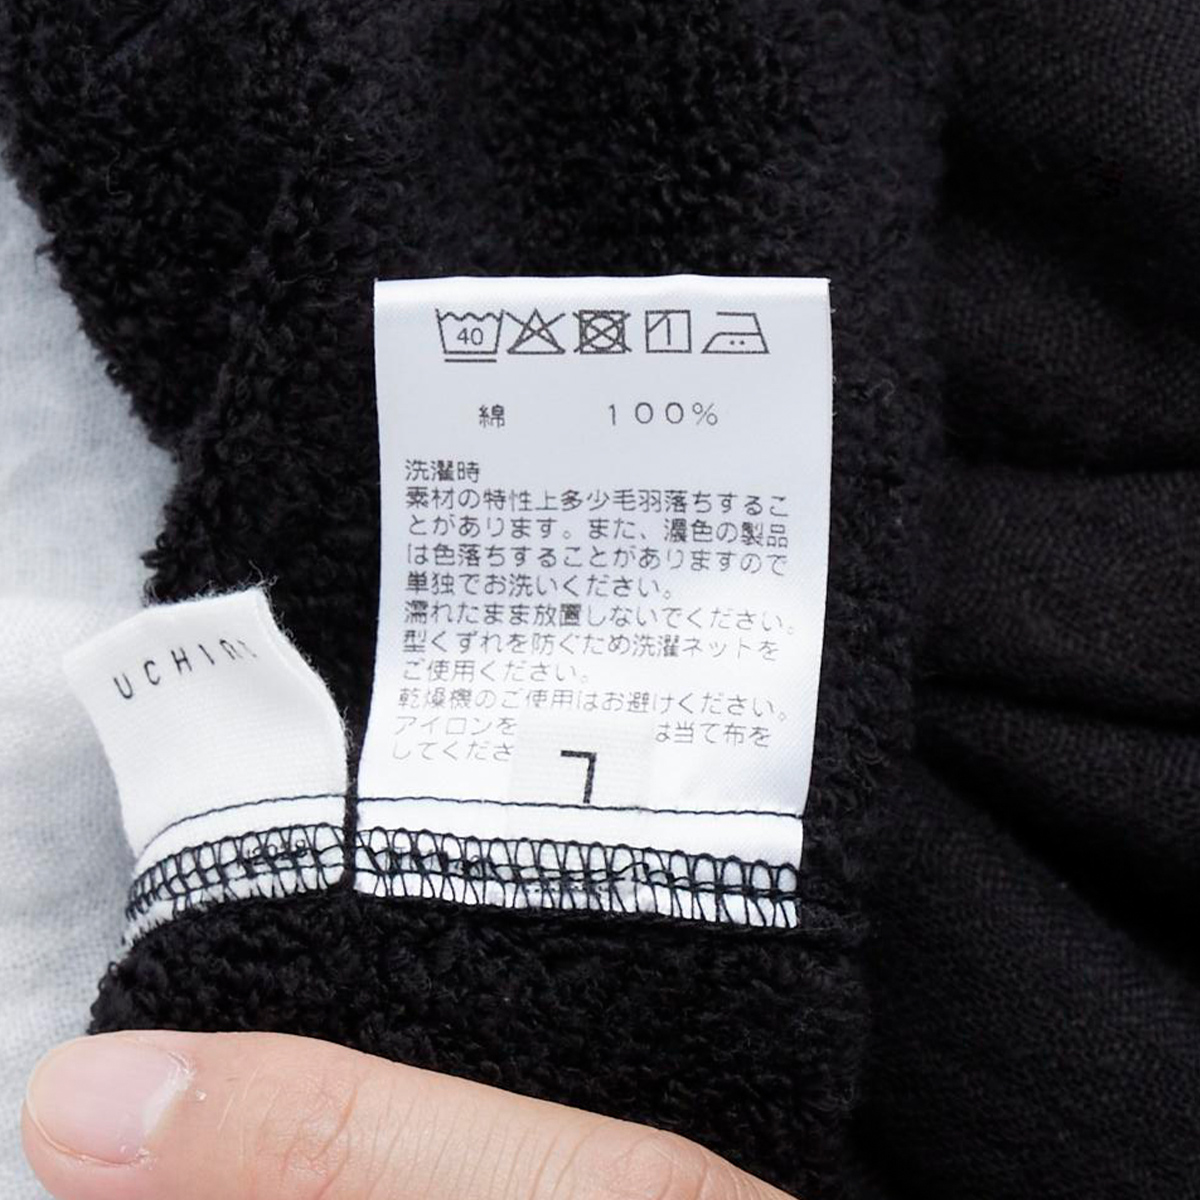 40
綿 100%
洗濯時
素材の特性上多少毛羽落ちするこ
とがあります。また、濃色の製品
は色落ちすることがありますので
単独でお洗いください。
濡れたまま放置しないでください。
型くずれを防ぐため洗濯ネットを
ご使用ください。
乾燥機のご使用はお避けください。
アイロンを は当て布を
してくださ
L
UCHI